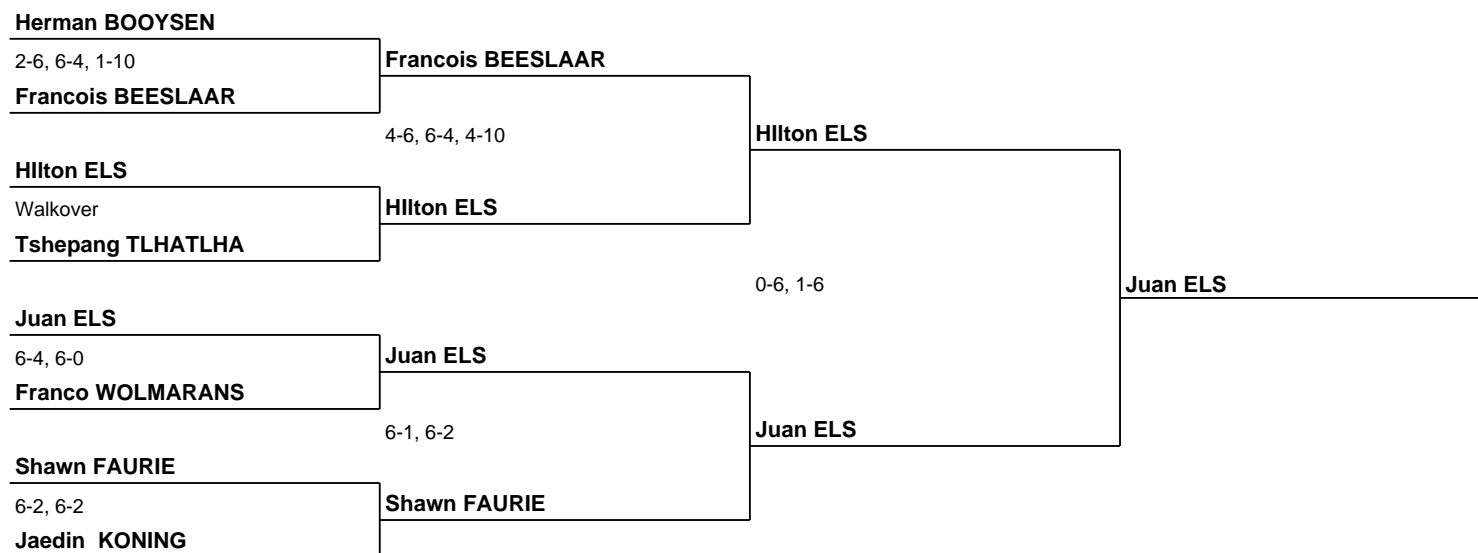 Herman BOOYSEN
2-6, 6-4, 1-10
Francois BEESLAAR
Francois BEESLAAR
4-6, 6-4, 4-10
HIlton ELS
HIlton ELS
Walkover
HIlton ELS
Tshepang TLHATLHA
0-6, 1-6
Juan ELS
Juan ELS
6-4, 6-0
Juan ELS
Franco WOLMARANS
6-1, 6-2
Juan ELS
Shawn FAURIE
6-2, 6-2
Shawn FAURIE
Jaedin  KONING